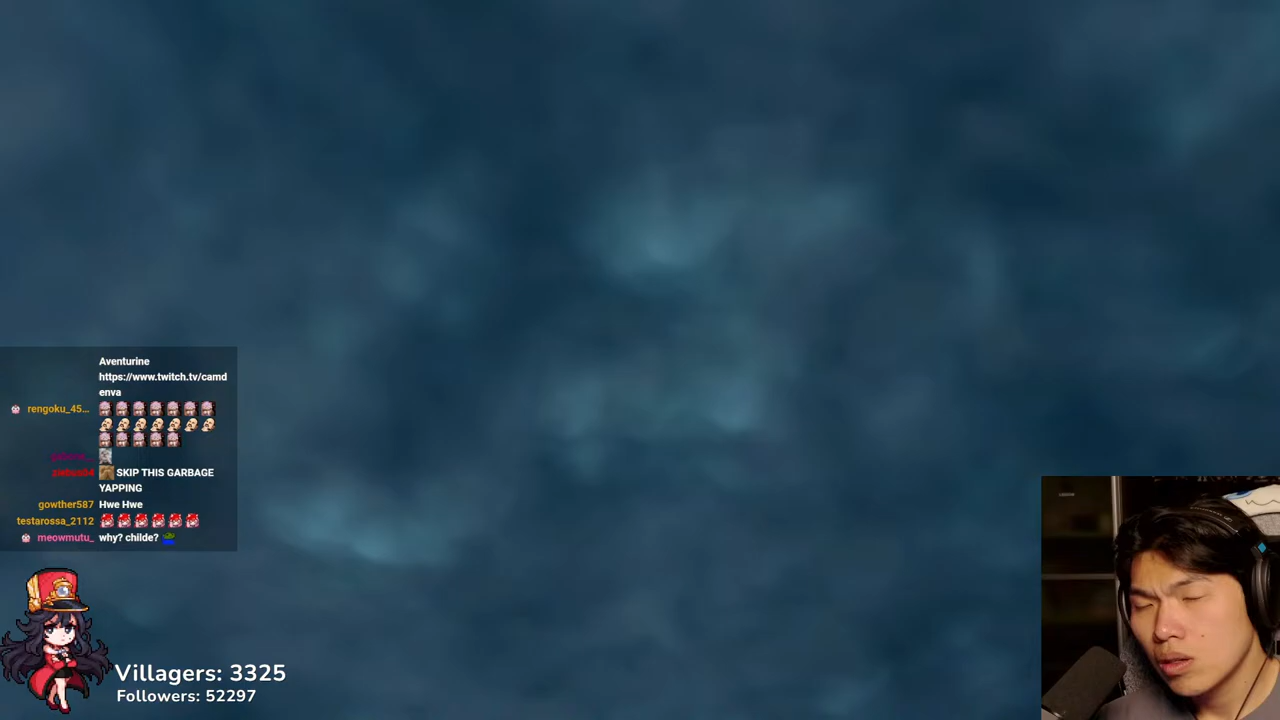 Aventurine
https://www.twitch.tv/camd
enva
rengoku_45...
SKIP THIS GARBAGE
YAPPING
gowther587 Hwe Hwe
testarossa_2112
meowmutu_ why? childe?
Villagers: 3325
Followers: 52297